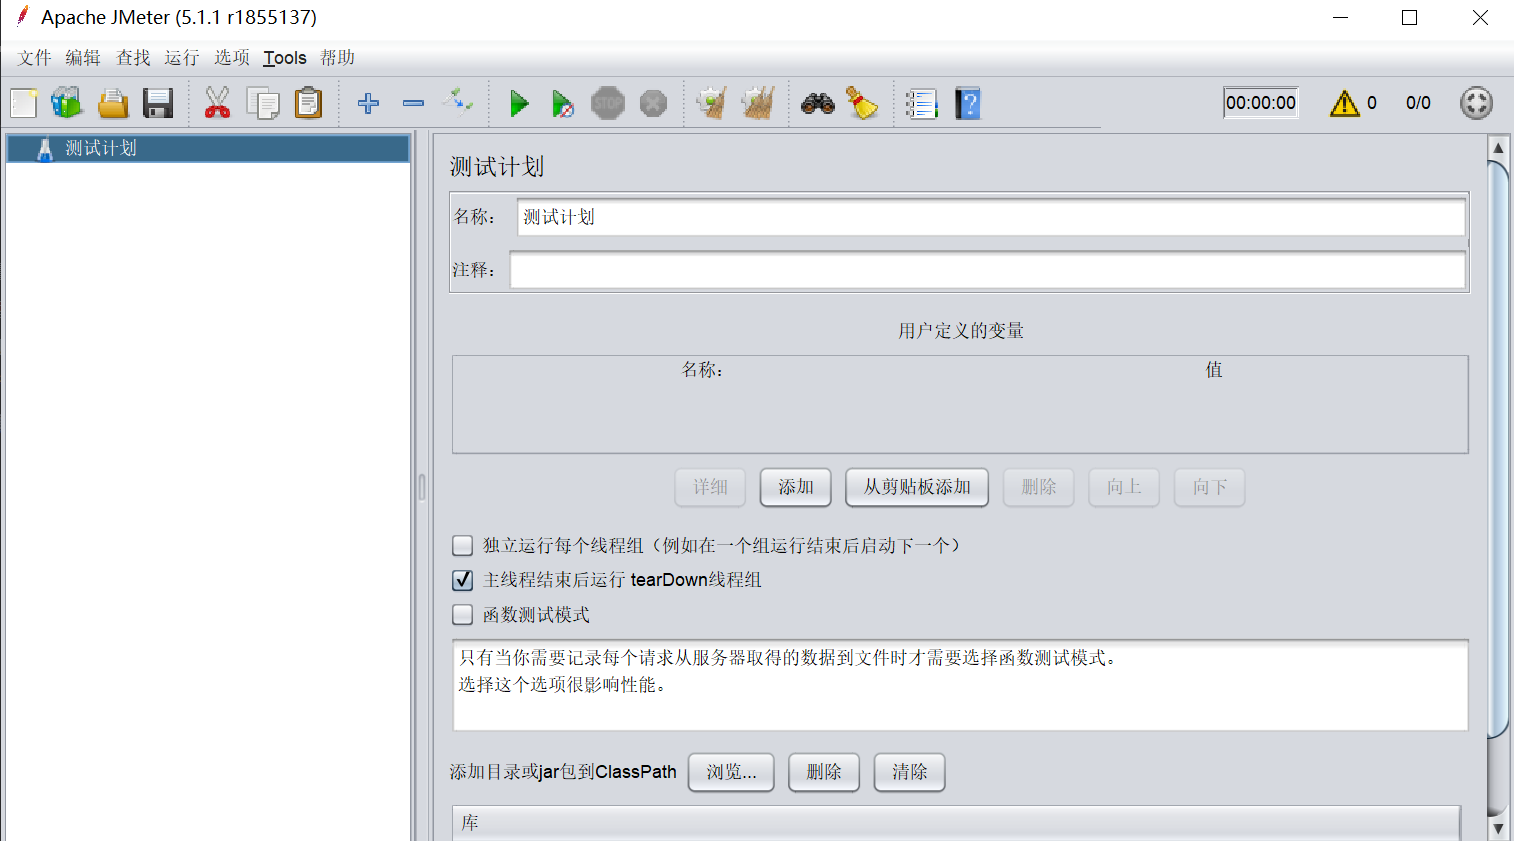 Apache JMeter (5.1.1 r1855137)
文件 编辑 查找 运行 选项 Tools 帮助
STOP
00:00:00 0 0/0
测试计划
测试计划
名称： 测试计划
注释：
用户定义的变量
名称： 值
详细 添加 从剪贴板添加 删除 向上 向下
独立运行每个线程组（例如在一个组运行结束后启动下一个）
主线程结束后运行 tearDown线程组
函数测试模式
只有当你需要记录每个请求从服务器取得的数据到文件时才需要选择函数测试模式。
选择这个选项很影响性能。
添加目录或jar包到ClassPath 浏览... 删除 清除
库